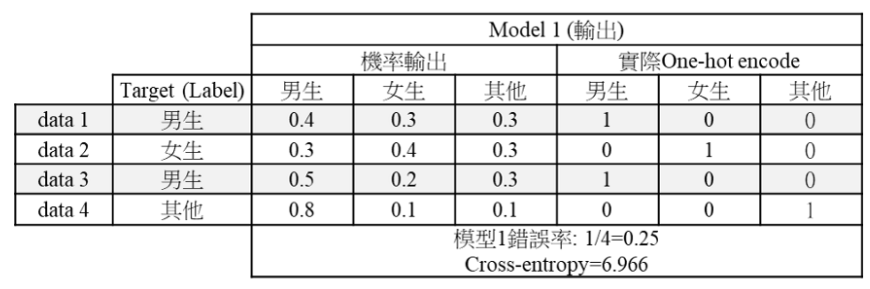 Model 1 (輸出)
機率輸出 實際One-hot encode
Target (Label) 男生 女生 其他 男生 女生 其他
data 1 男生 0.4 0.3 0.3 1 0 0
data 2 女生 0.3 0.4 0.3 0 1 0
data 3 男生 0.5 0.2 0.3 1 0 0
data 4 其他 0.8 0.1 0.1 0 0 1
模型1錯誤率: 1/4=0.25
Cross-entropy=6.966